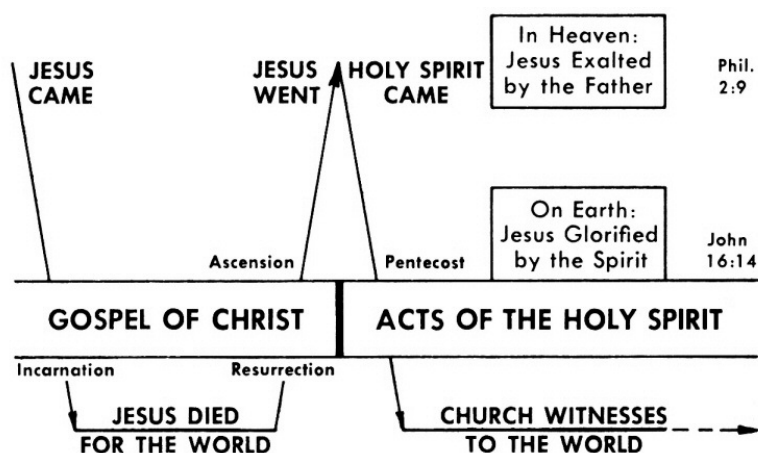 JESUS
CAME
JESUS
WENT
HOLY SPIRIT
CAME
In Heaven:
Jesus Exalted
by the Father
Phil.
2:9
On Earth:
Jesus Glorified
by the Spirit
John
16:14
Ascension
Pentecost
GOSPEL OF CHRIST
ACTS OF THE HOLY SPIRIT
Incarnation
Resurrection
JESUS DIED
FOR THE WORLD
CHURCH WITNESSES
TO THE WORLD